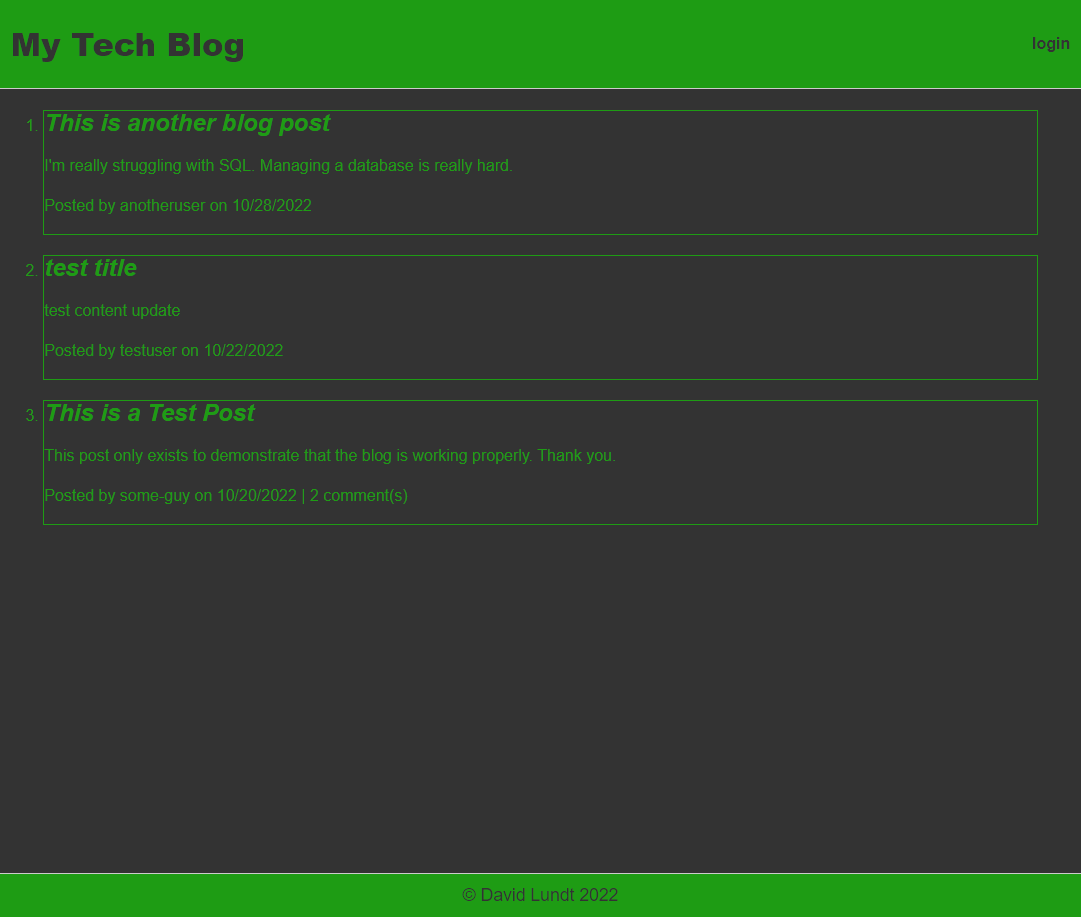 My Tech Blog
login
1. This is another blog post
I'm really struggling with SQL. Managing a database is really hard.
Posted by anotheruser on 10/28/2022
2. test title
test content update
Posted by testuser on 10/22/2022
3. This is a Test Post
This post only exists to demonstrate that the blog is working properly. Thank you.
Posted by some-guy on 10/20/2022 | 2 comment(s)
© David Lundt 2022